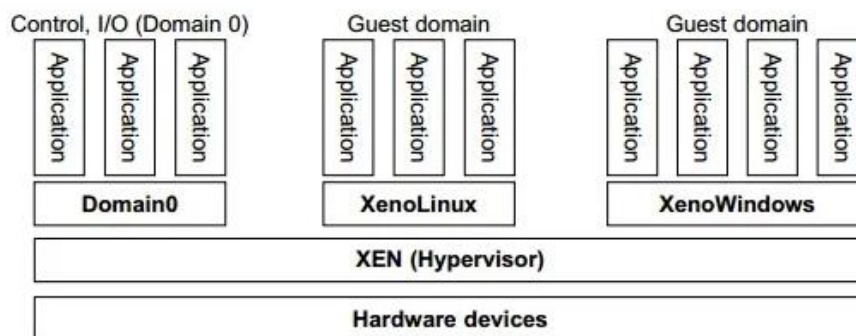 Control, I/O (Domain 0)
Guest domain
Guest domain
Application
Application
Application
Application
Application
Application
Application
Application
Application
Application
Domain0
XenoLinux
XenoWindows
XEN (Hypervisor)
Hardware devices